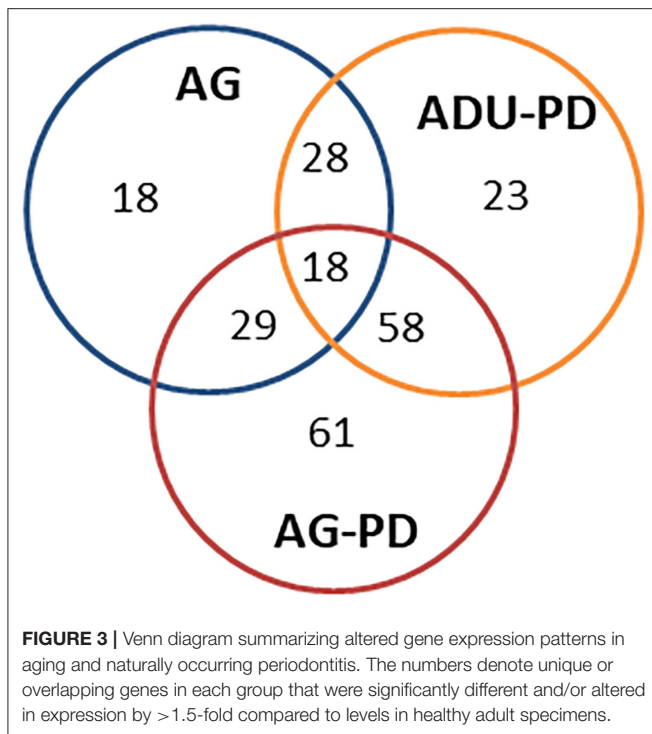 AG
ADU-PD
28
18
23
18
29
58
61
AG-PD
FIGURE 3 | Venn diagram summarizing altered gene expression patterns in
aging and naturally occurring periodontitis. The numbers denote unique or
overlapping genes in each group that were significantly different and/or altered
in expression by >1.5-fold compared to levels in healthy adult specimens.